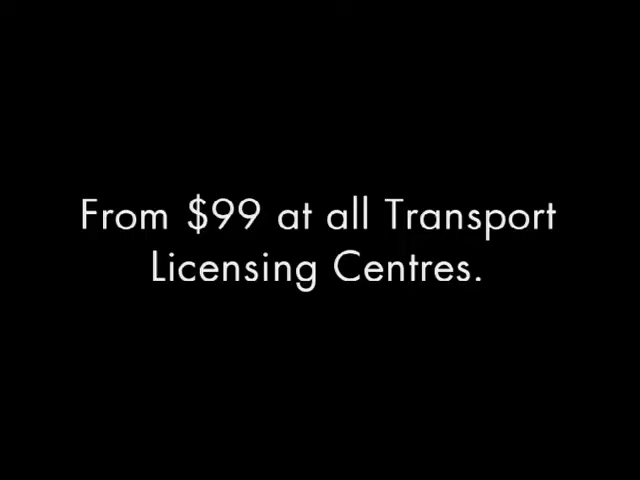 From $99 at all Transport
Licensing Centres.